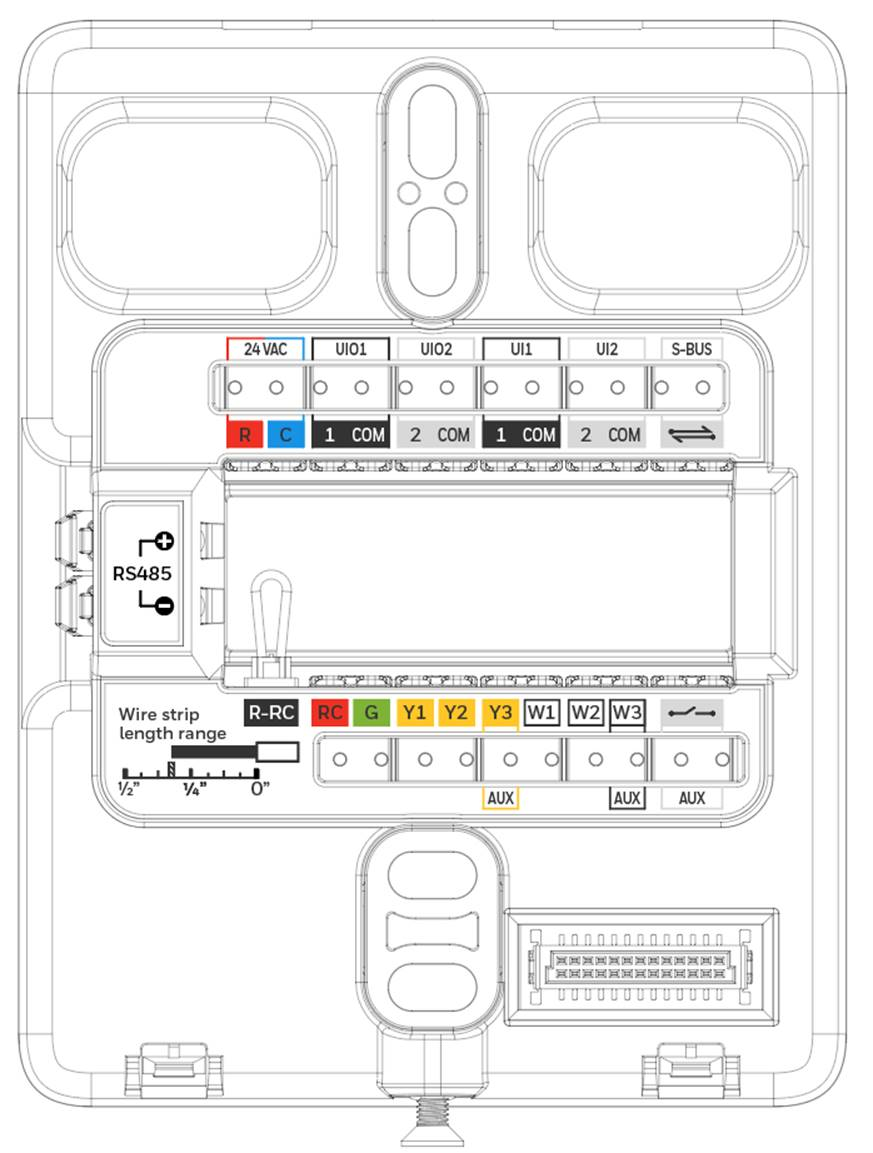 24 VAC UIO1 UIO2 UI1 UI2 S-BUS
R C 1 COM 2 COM 1 COM 2 COM
RS485
R-RC RC G Y1 Y2 Y3 W1 W2 W3
Wire strip
length range
½" ¼" 0"
AUX AUX AUX